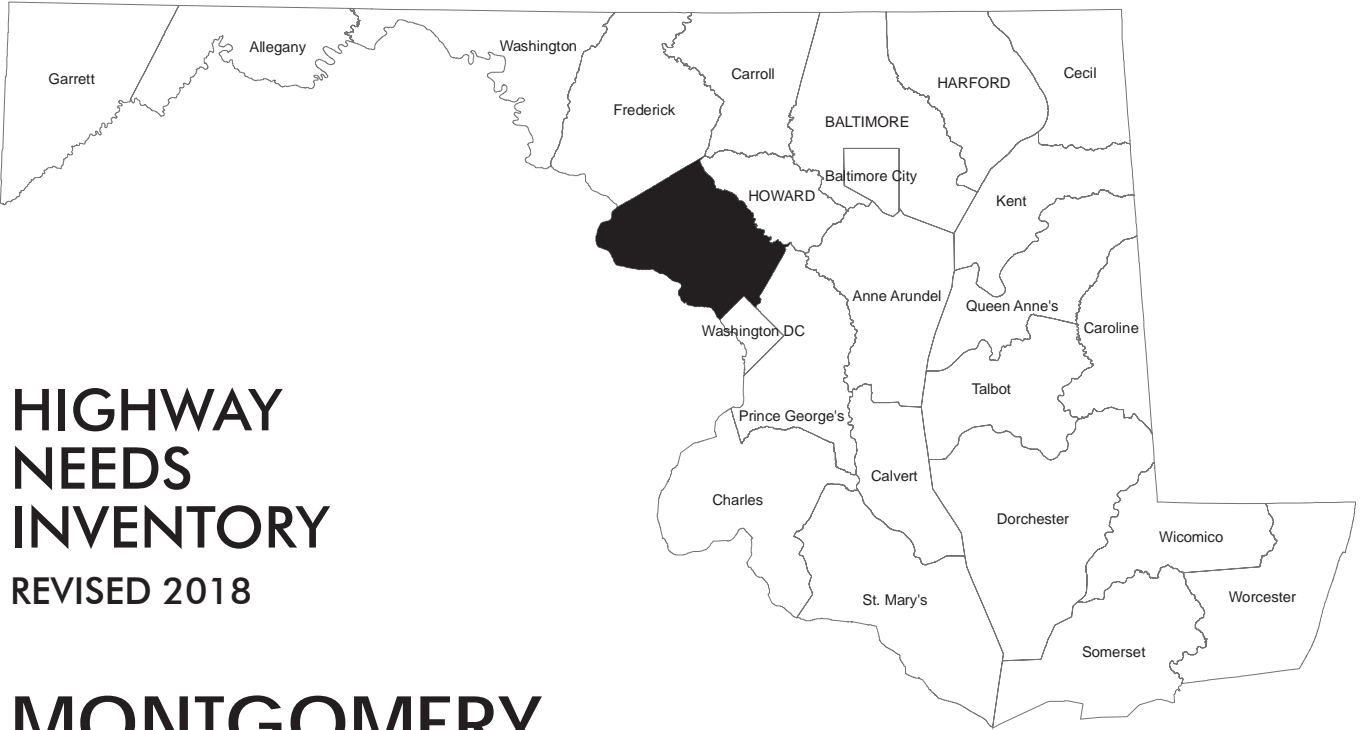 Garrett
Allegany
Washington
Frederick
Carroll
BALTIMORE
HARFORD
Cecil
Baltimore City
HOWARD
Kent
Anne Arundel
Queen Anne's
Caroline
Washington DC
Talbot
Prince George's
Calvert
Charles
Dorchester
Wicomico
St. Mary's
Worcester
Somerset
HIGHWAY
NEEDS
INVENTORY
REVISED 2018
MONTGOMERY